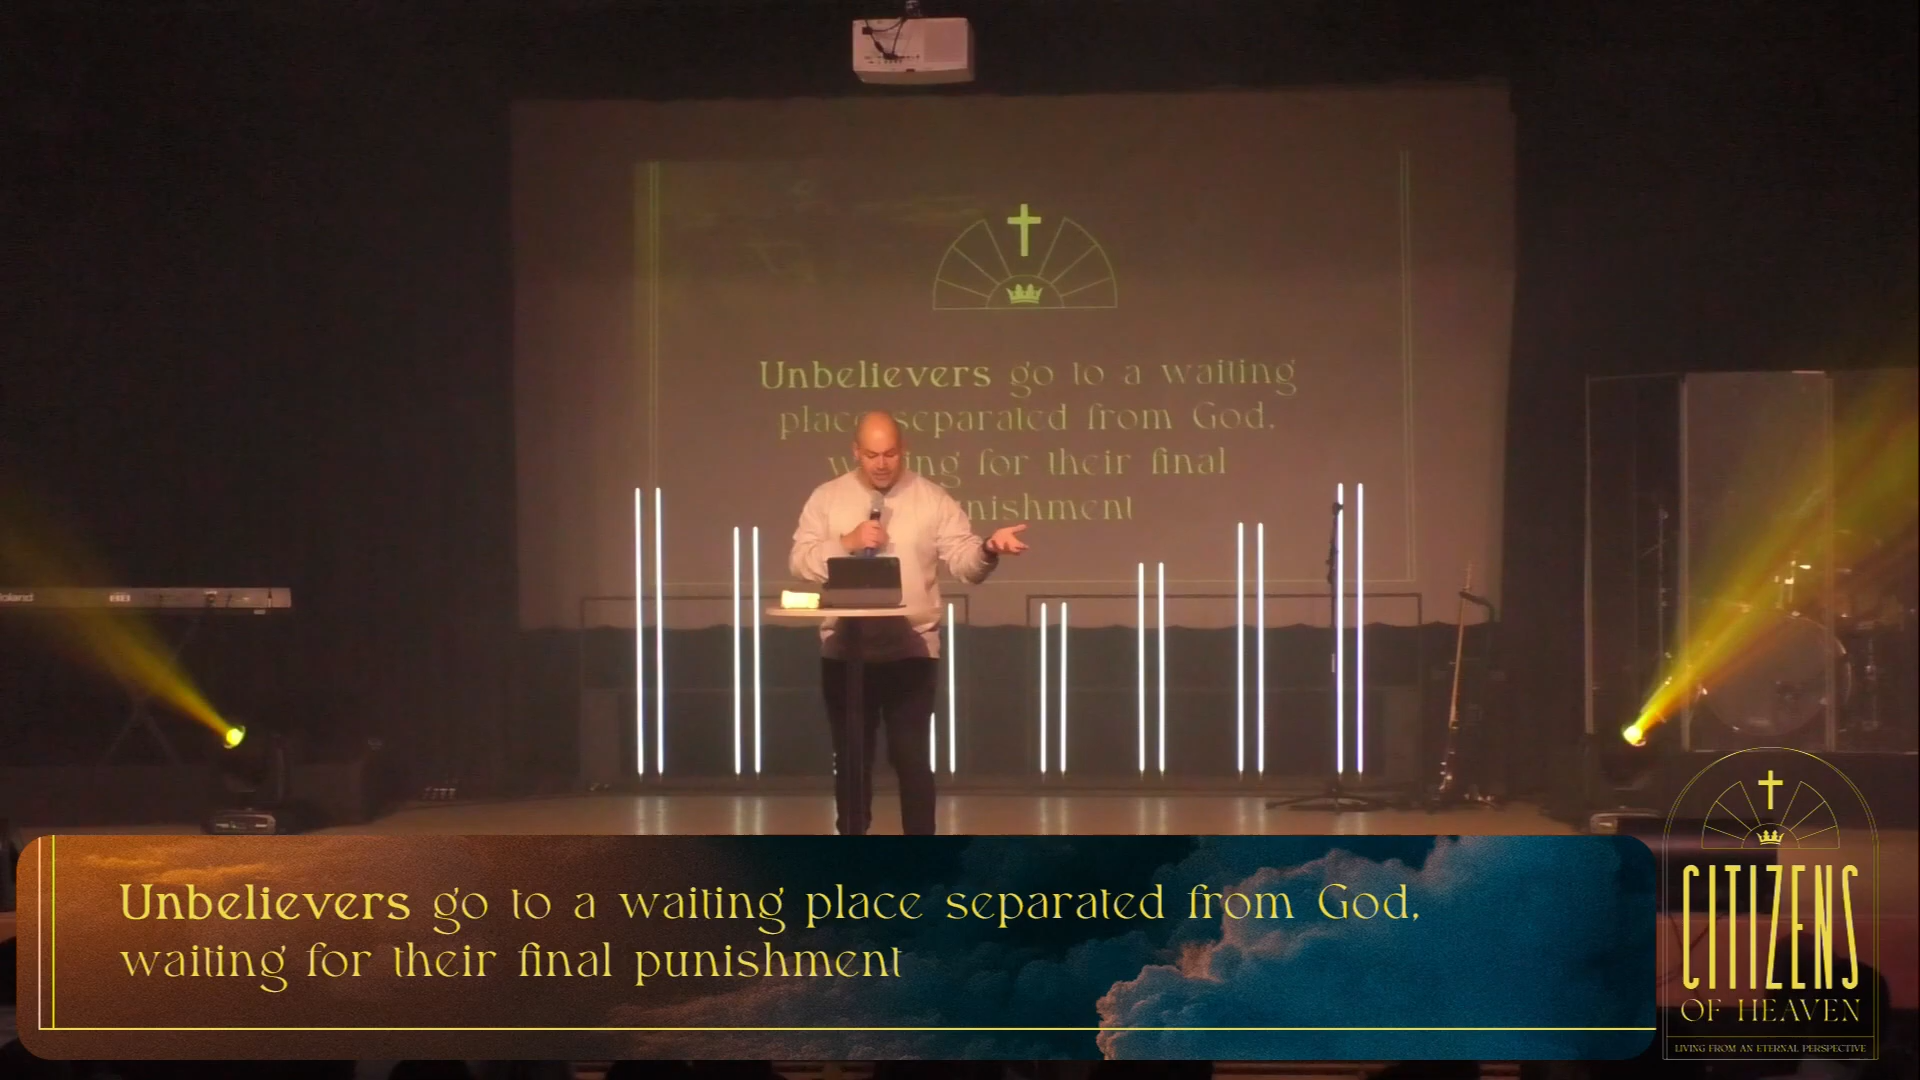 Unbelievers go to a waiting
place separated from God,
waiting for their final
punishment
Roland
Unbelievers go to a waiting place separated from God,
waiting for their final punishment
CITIZENS
OF HEAVEN
LIVING FROM AN ETERNAL PERSPECTIVE